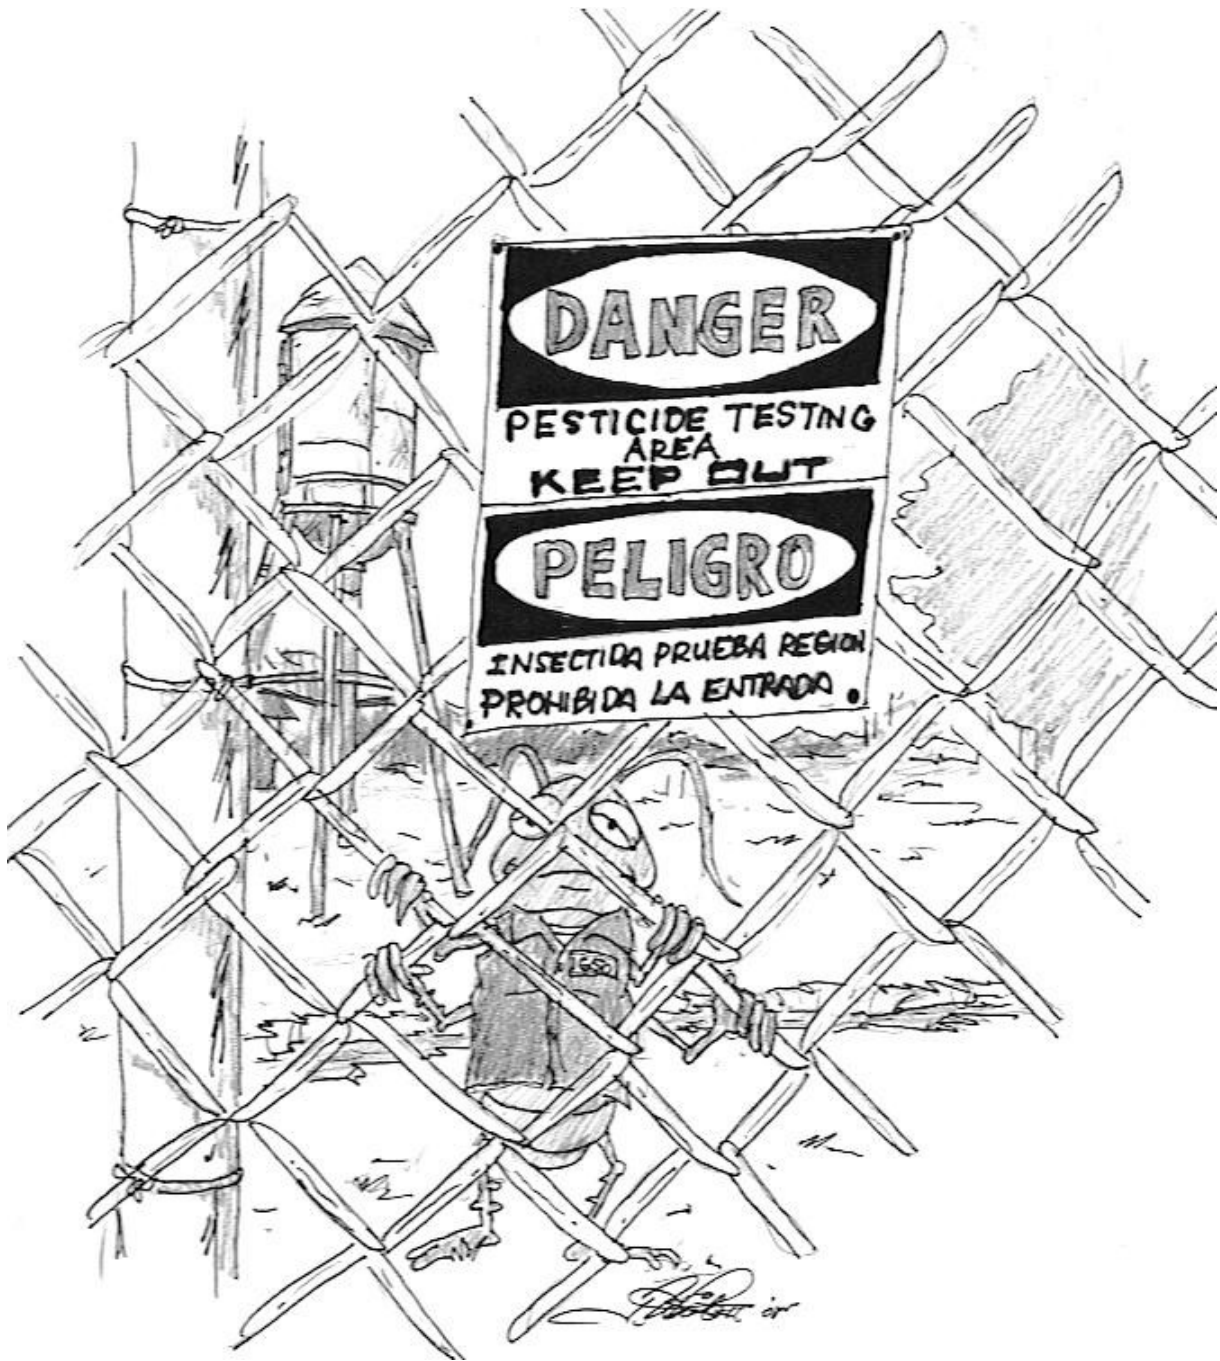 DANGER
PESTICIDE TESTING
AREA
KEEP OUT
PELIGRO
INSECTIDA PRUEBA REGION
PROHIBIDA LA ENTRADA.